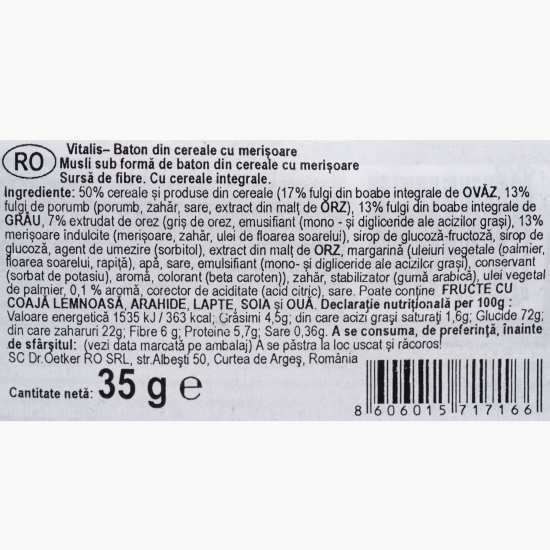 RO
Vitalis– Baton din cereale cu merişoare
Musli sub formă de baton din cereale cu merişoare
Sursă de fibre. Cu cereale integrale.
Ingrediente: 50% cereale şi produse din cereale (17% fulgi din boabe integrale de OVĂZ, 13%
fulgi de porumb (porumb, zahăr, sare, extract din malţ de ORZ), 13% fulgi din boabe integrale de
GRÂU, 7% extrudat de orez (griş de orez, emusifiant (mono - şi digliceride ale acizilor graşi), 13%
merişoare indulcite (merişoare, zahăr, ulei de floarea soarelui), sirop de glucoză-fructoză, sirop de
glucoză, agent de umezire (sorbitol), extract din malt de ORZ, margarină (uleiuri vegetale (palmier,
floarea soarelui, rapiţă), apă, sare, emulsifiant (mono- şi digliceride ale acizilor graşi), conservant
(sorbat de potasiu), aromă, colorant (beta caroten)), zahăr, stabilizator (gumă arabică), ulei vegetal
de palmier, 0,1 % aromă, corector de aciditate (acid citric), sare. Poate conţine FRUCTE CU
COAJĂ LEMNOASĂ, ARAHIDE, LAPTE, SOIA si OUĂ. Declaraţie nutriţională per 100g :
Valoare energetică 1535 kJ / 363 kcal; Grăsimi 4,5g; din care acizi graşi saturaţi 1,6g; Glucide 72g;
din care zaharuri 22g; Fibre 6 g; Proteine 5,7g; Sare 0,36g. A se consuma, de preferinţă, înainte
de sfârşitul: (vezi data marcată pe ambalaj) A se păstra la loc uscat şi răcoros!
SC Dr.Oetker RO SRL, str.Albeşti 50, Curtea de Argeş, România
Cantitate netă: 35 g e
8 606015 717166